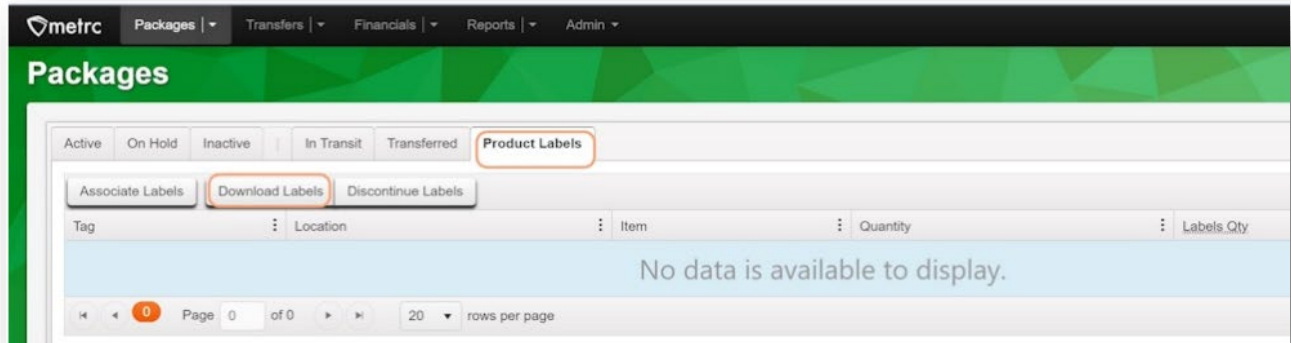 metrc Packages | Transfers | Financials | Reports | Admin
Packages
Active On Hold Inactive | In Transit Transferred Product Labels
Associate Labels Download Labels Discontinue Labels
Tag Location Item Quantity Labels Qty
No data is available to display.
0 Page 0 of 0 20 rows per page